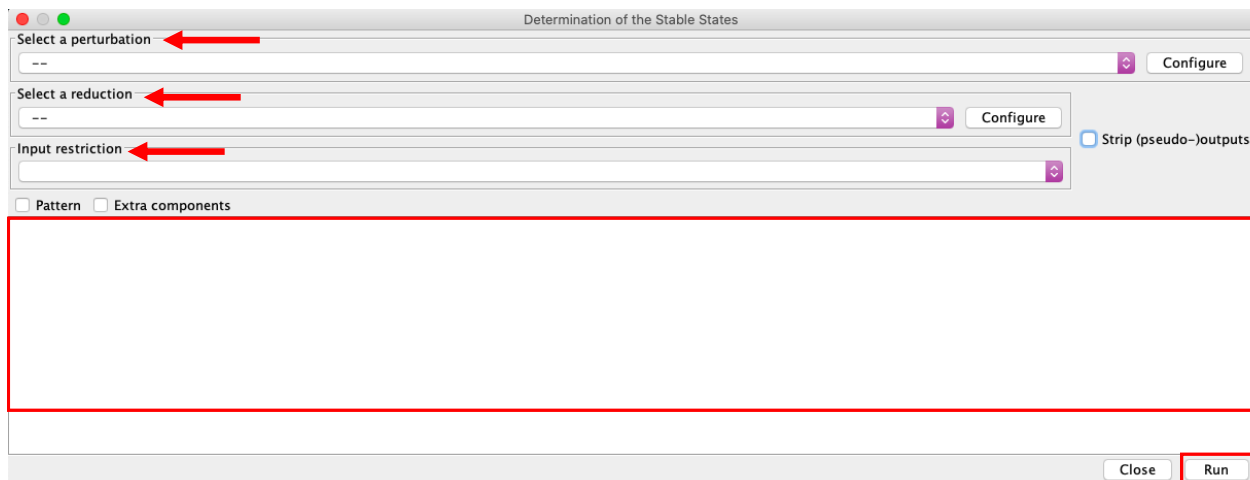 Determination of the Stable States
Select a perturbation
--
Configure
Select a reduction
--
Configure
Strip (pseudo-)outputs
Input restriction
Pattern
Extra components
Close
Run